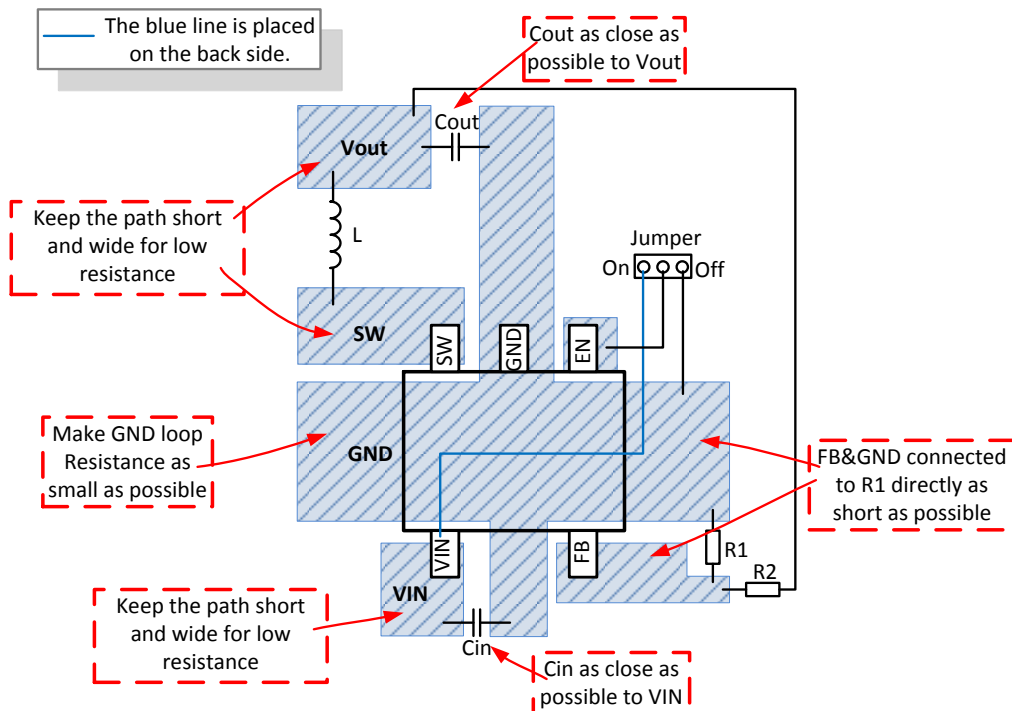 The blue line is placed
on the back side.
Cout as close as
possible to Vout
Cout
Vout
Keep the path short
and wide for low
resistance
L
Jumper
On
Off
SW
SW
GND
EN
Make GND loop
Resistance as
small as possible
GND
FB&GND connected
to R1 directly as
short as possible
VIN
FB
R1
R2
VIN
Keep the path short
and wide for low
resistance
Cin
Cin as close as
possible to VIN